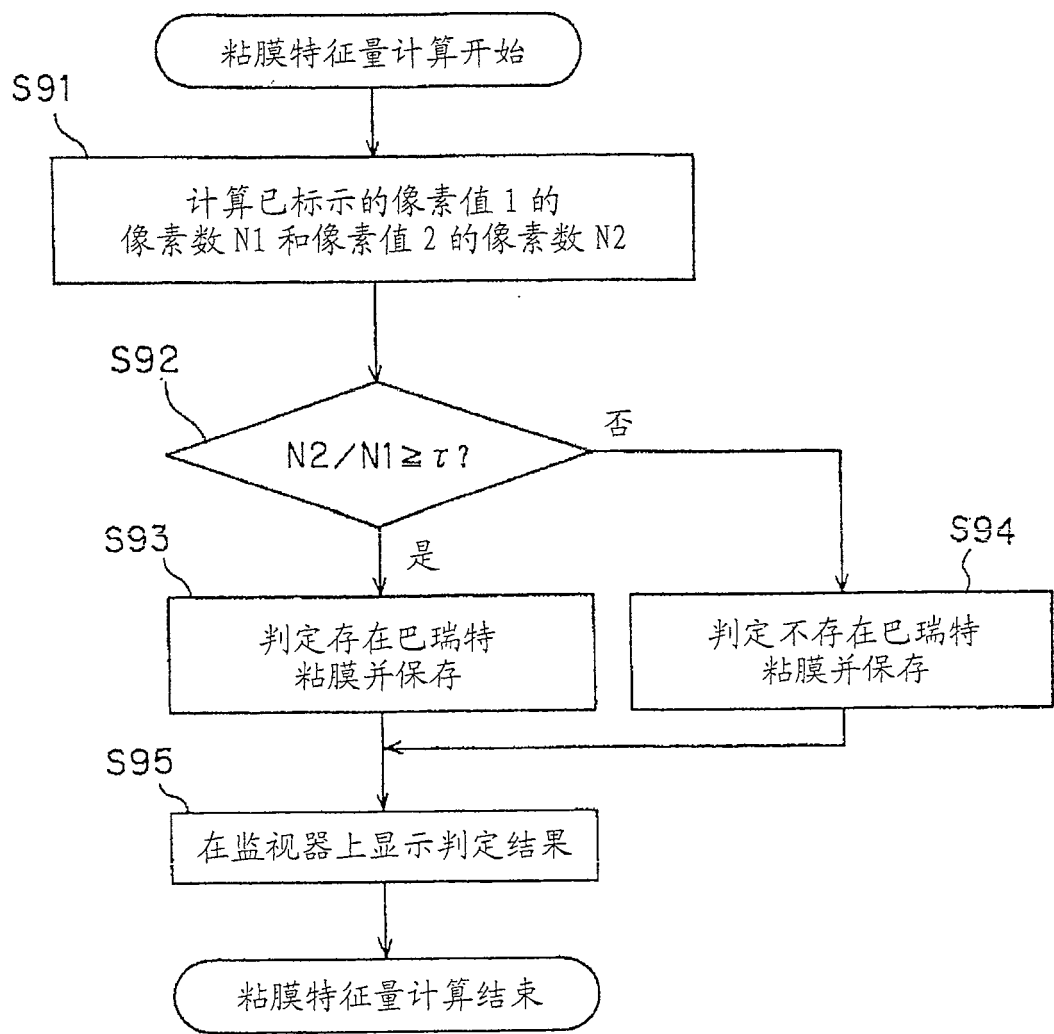 粘膜特征量计算开始
S91
计算已标示的像素值1的
像素数N1和像素值2的像素数N2
S92
N2/N1≧τ?
否
是
S93
判定存在巴瑞特
粘膜并保存
S94
判定不存在巴瑞特
粘膜并保存
S95
在监视器上显示判定结果
粘膜特征量计算结束